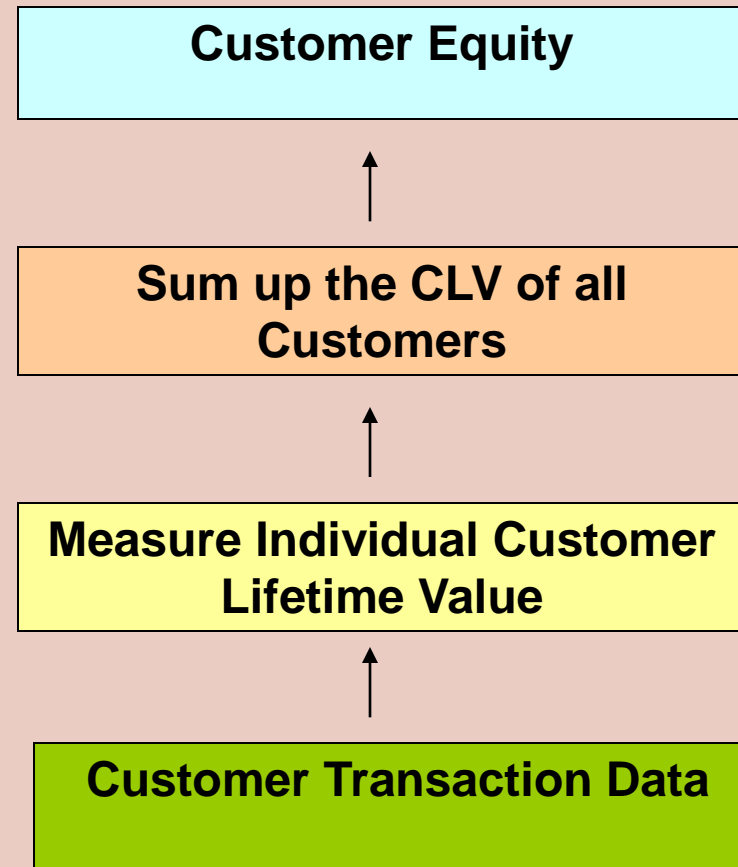 Customer Equity
Sum up the CLV of all
Customers
Measure Individual Customer
Lifetime Value
Customer Transaction Data